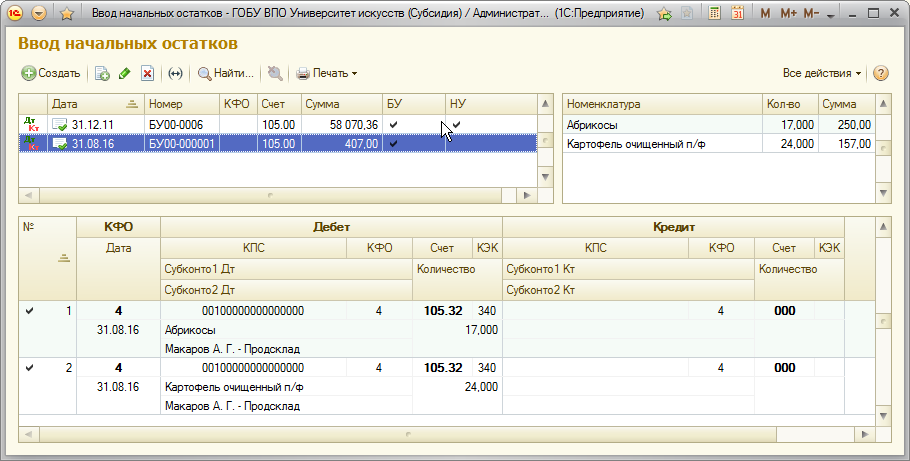 Ввод начальных остатков - ГОБУ ВПО Университет искусств (Субсидия) / Администрат... (1С:Предприятие)
M M+ M-
Ввод начальных остатков
Создать Найти... Печать Все действия
Дата Номер КФО Счет Сумма БУ НУ
Дт Кт 31.12.11 БУ00-0006 105.00 58 070,36
Дт Кт 31.08.16 БУ00-000001 105.00 407,00
Номенклатура Кол-во Сумма
Абрикосы 17,000 250,00
Картофель очищенный п/ф 24,000 157,00
№ КФО Дебет Кредит
Дата КПС КФО Счет КЭК КПС КФО Счет КЭК
Субконто1 Дт Количество Субконто1 Кт Количество
Субконто2 Дт Субконто2 Кт
1 4 00100000000000000 4 105.32 340 4 000
31.08.16 Абрикосы 17,000
Макаров А. Г. - Продсклад
2 4 00100000000000000 4 105.32 340 4 000
31.08.16 Картофель очищенный п/ф 24,000
Макаров А. Г. - Продсклад